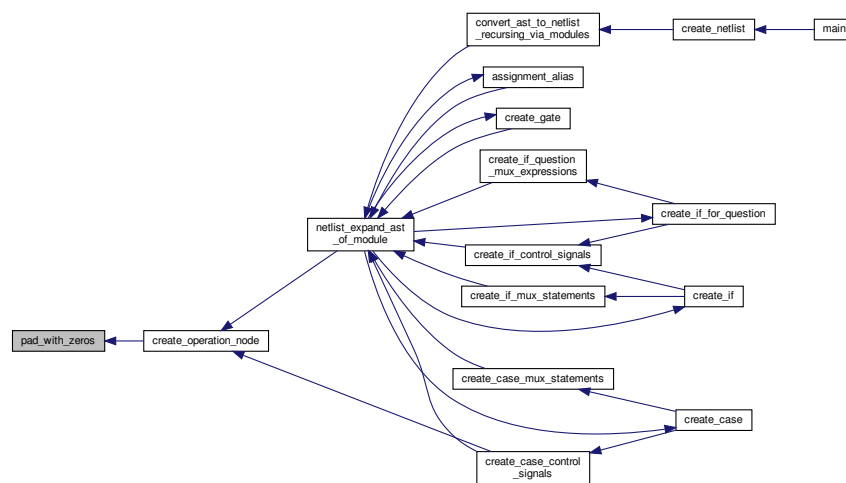 convert_ast_to_netlist
_recursing_via_modules
create_netlist
main
assignment_alias
create_gate
create_if_question
_mux_expressions
create_if_for_question
netlist_expand_ast
_of_module
create_if_control_signals
create_if_mux_statements
create_if
pad_with_zeros
create_operation_node
create_case_mux_statements
create_case
create_case_control
_signals